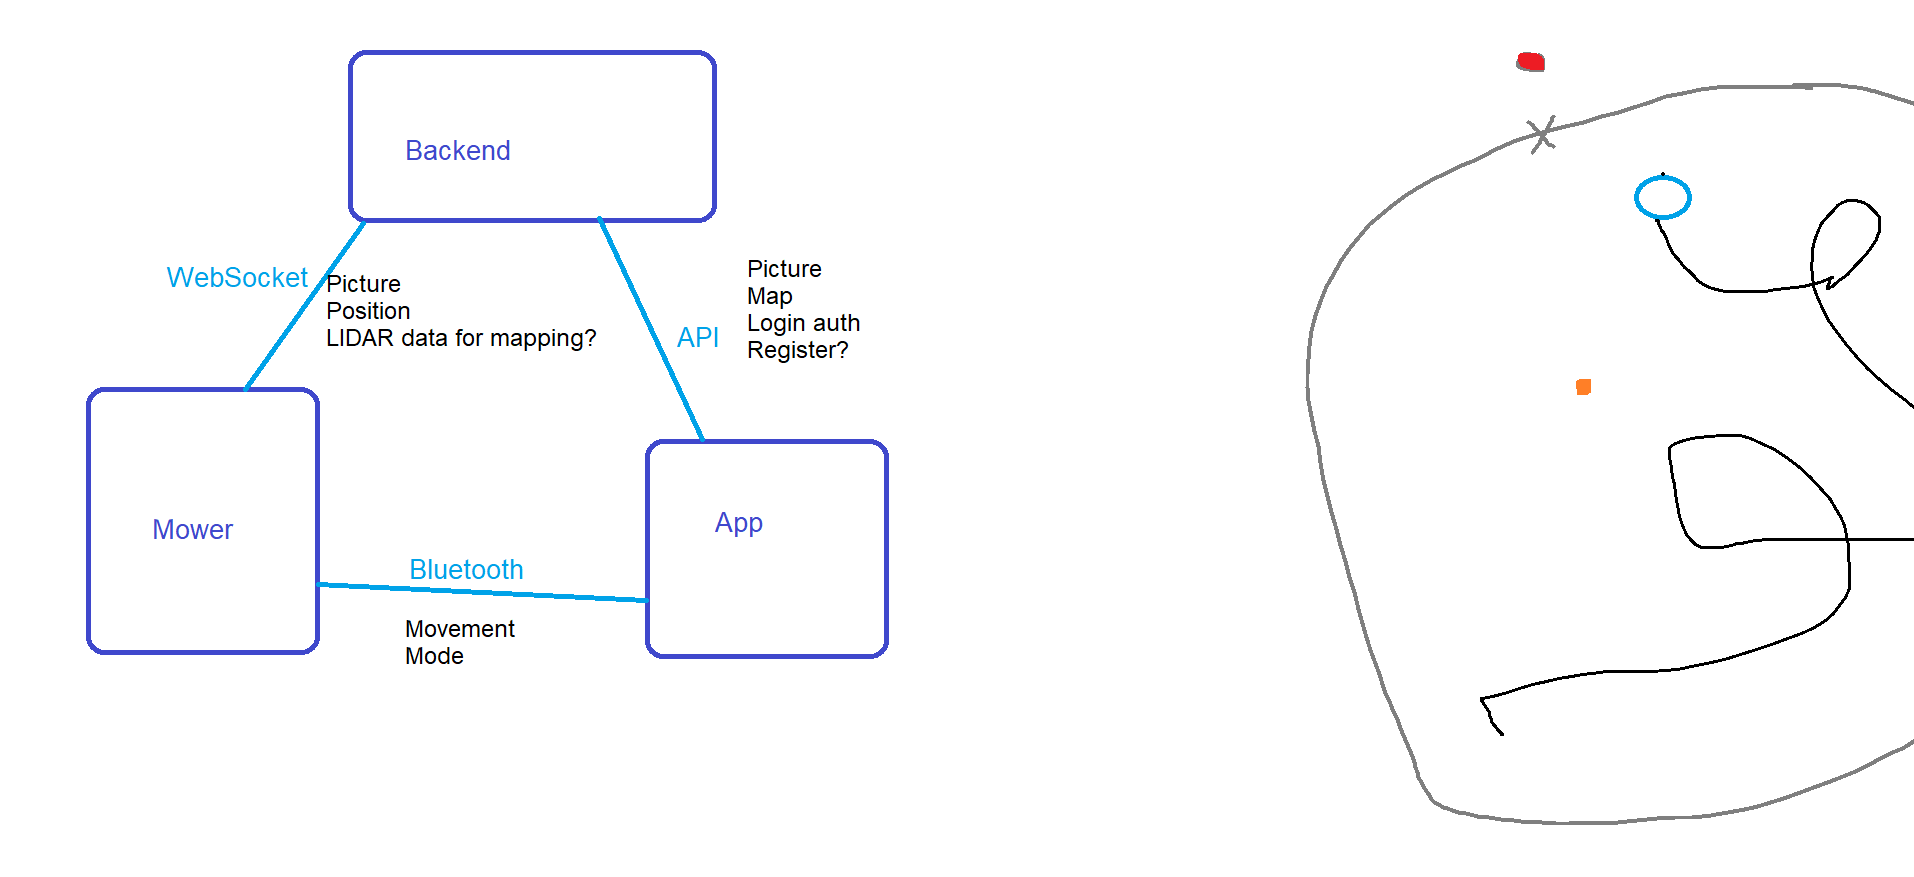 Backend
WebSocket
Picture
Position
LIDAR data for mapping?
API
Picture
Map
Login auth
Register?
Mower
App
Bluetooth
Movement
Mode